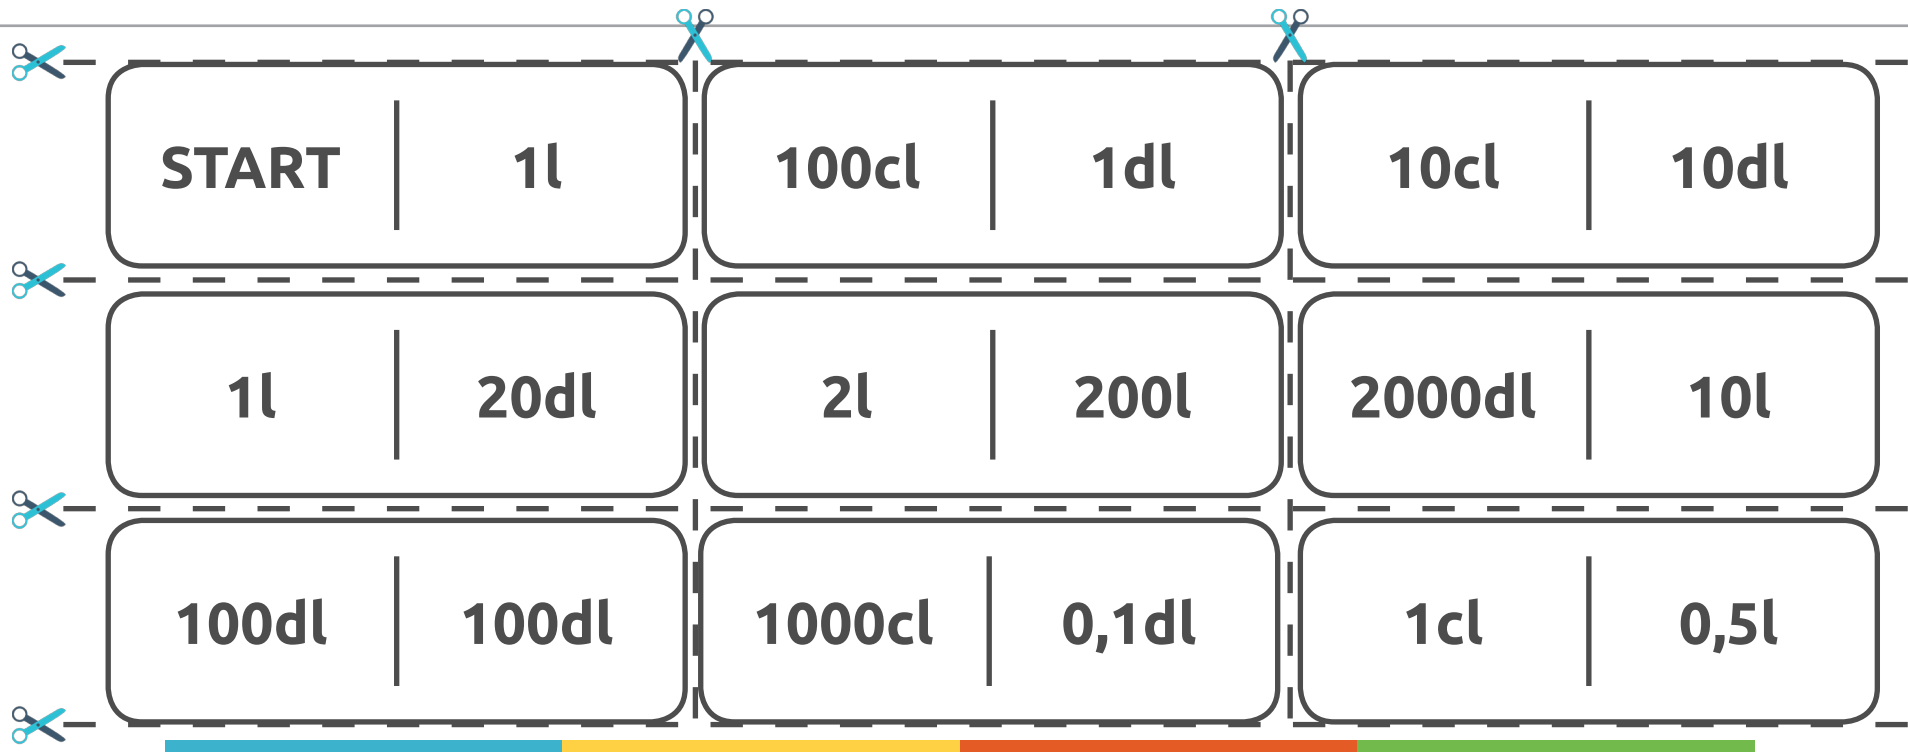 START 1l 100cl 1dl 10cl 10dl
1l 20dl 2l 200l 2000dl 10l
100dl 100dl 1000cl 0,1dl 1cl 0,5l